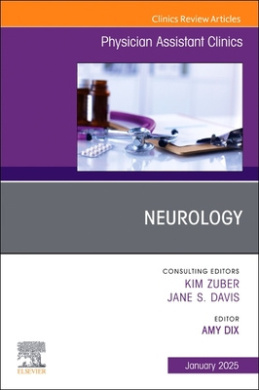 Clinics Review Articles
Physician Assistant Clinics
NEUROLOGY
CONSULTING EDITORS
KIM ZUBER
JANE S. DAVIS
EDITOR
AMY DIX
ELSEVIER
January 2025